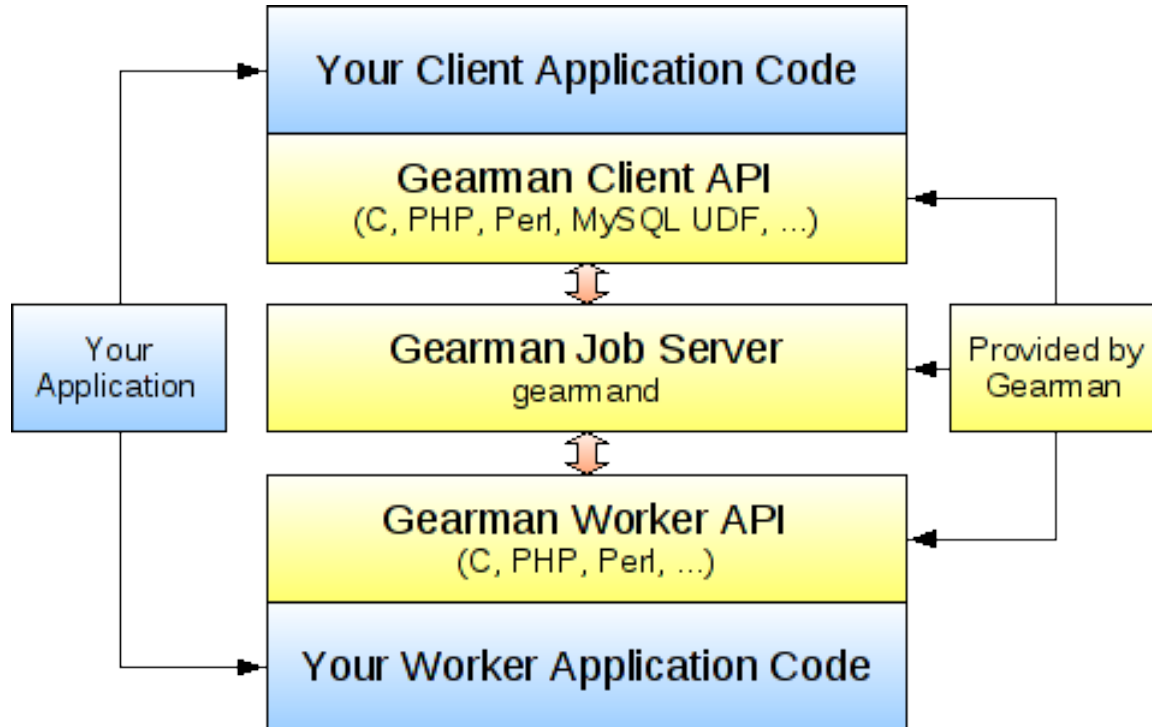 Your Client Application Code
Gearman Client API
(C, PHP, Perl, MySQL UDF, ...)
Your
Application
Gearman Job Server
gearmand
Provided by
Gearman
Gearman Worker API
(C, PHP, Perl, ...)
Your Worker Application Code